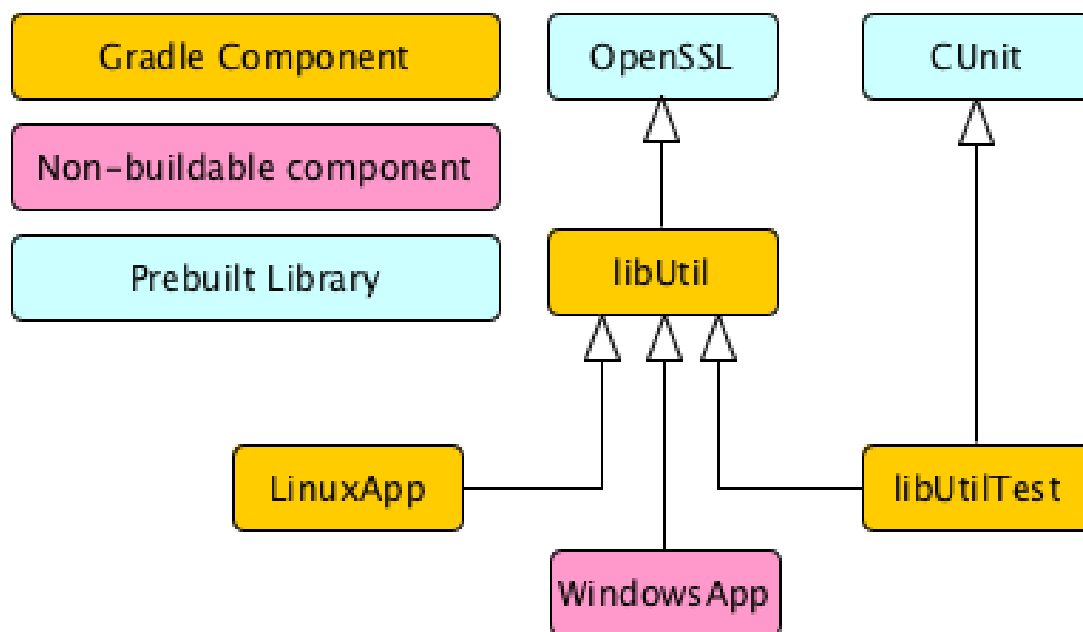 Gradle Component
OpenSSL
CUnit
Non-buildable component
Prebuilt Library
libUtil
LinuxApp
libUtilTest
WindowsApp